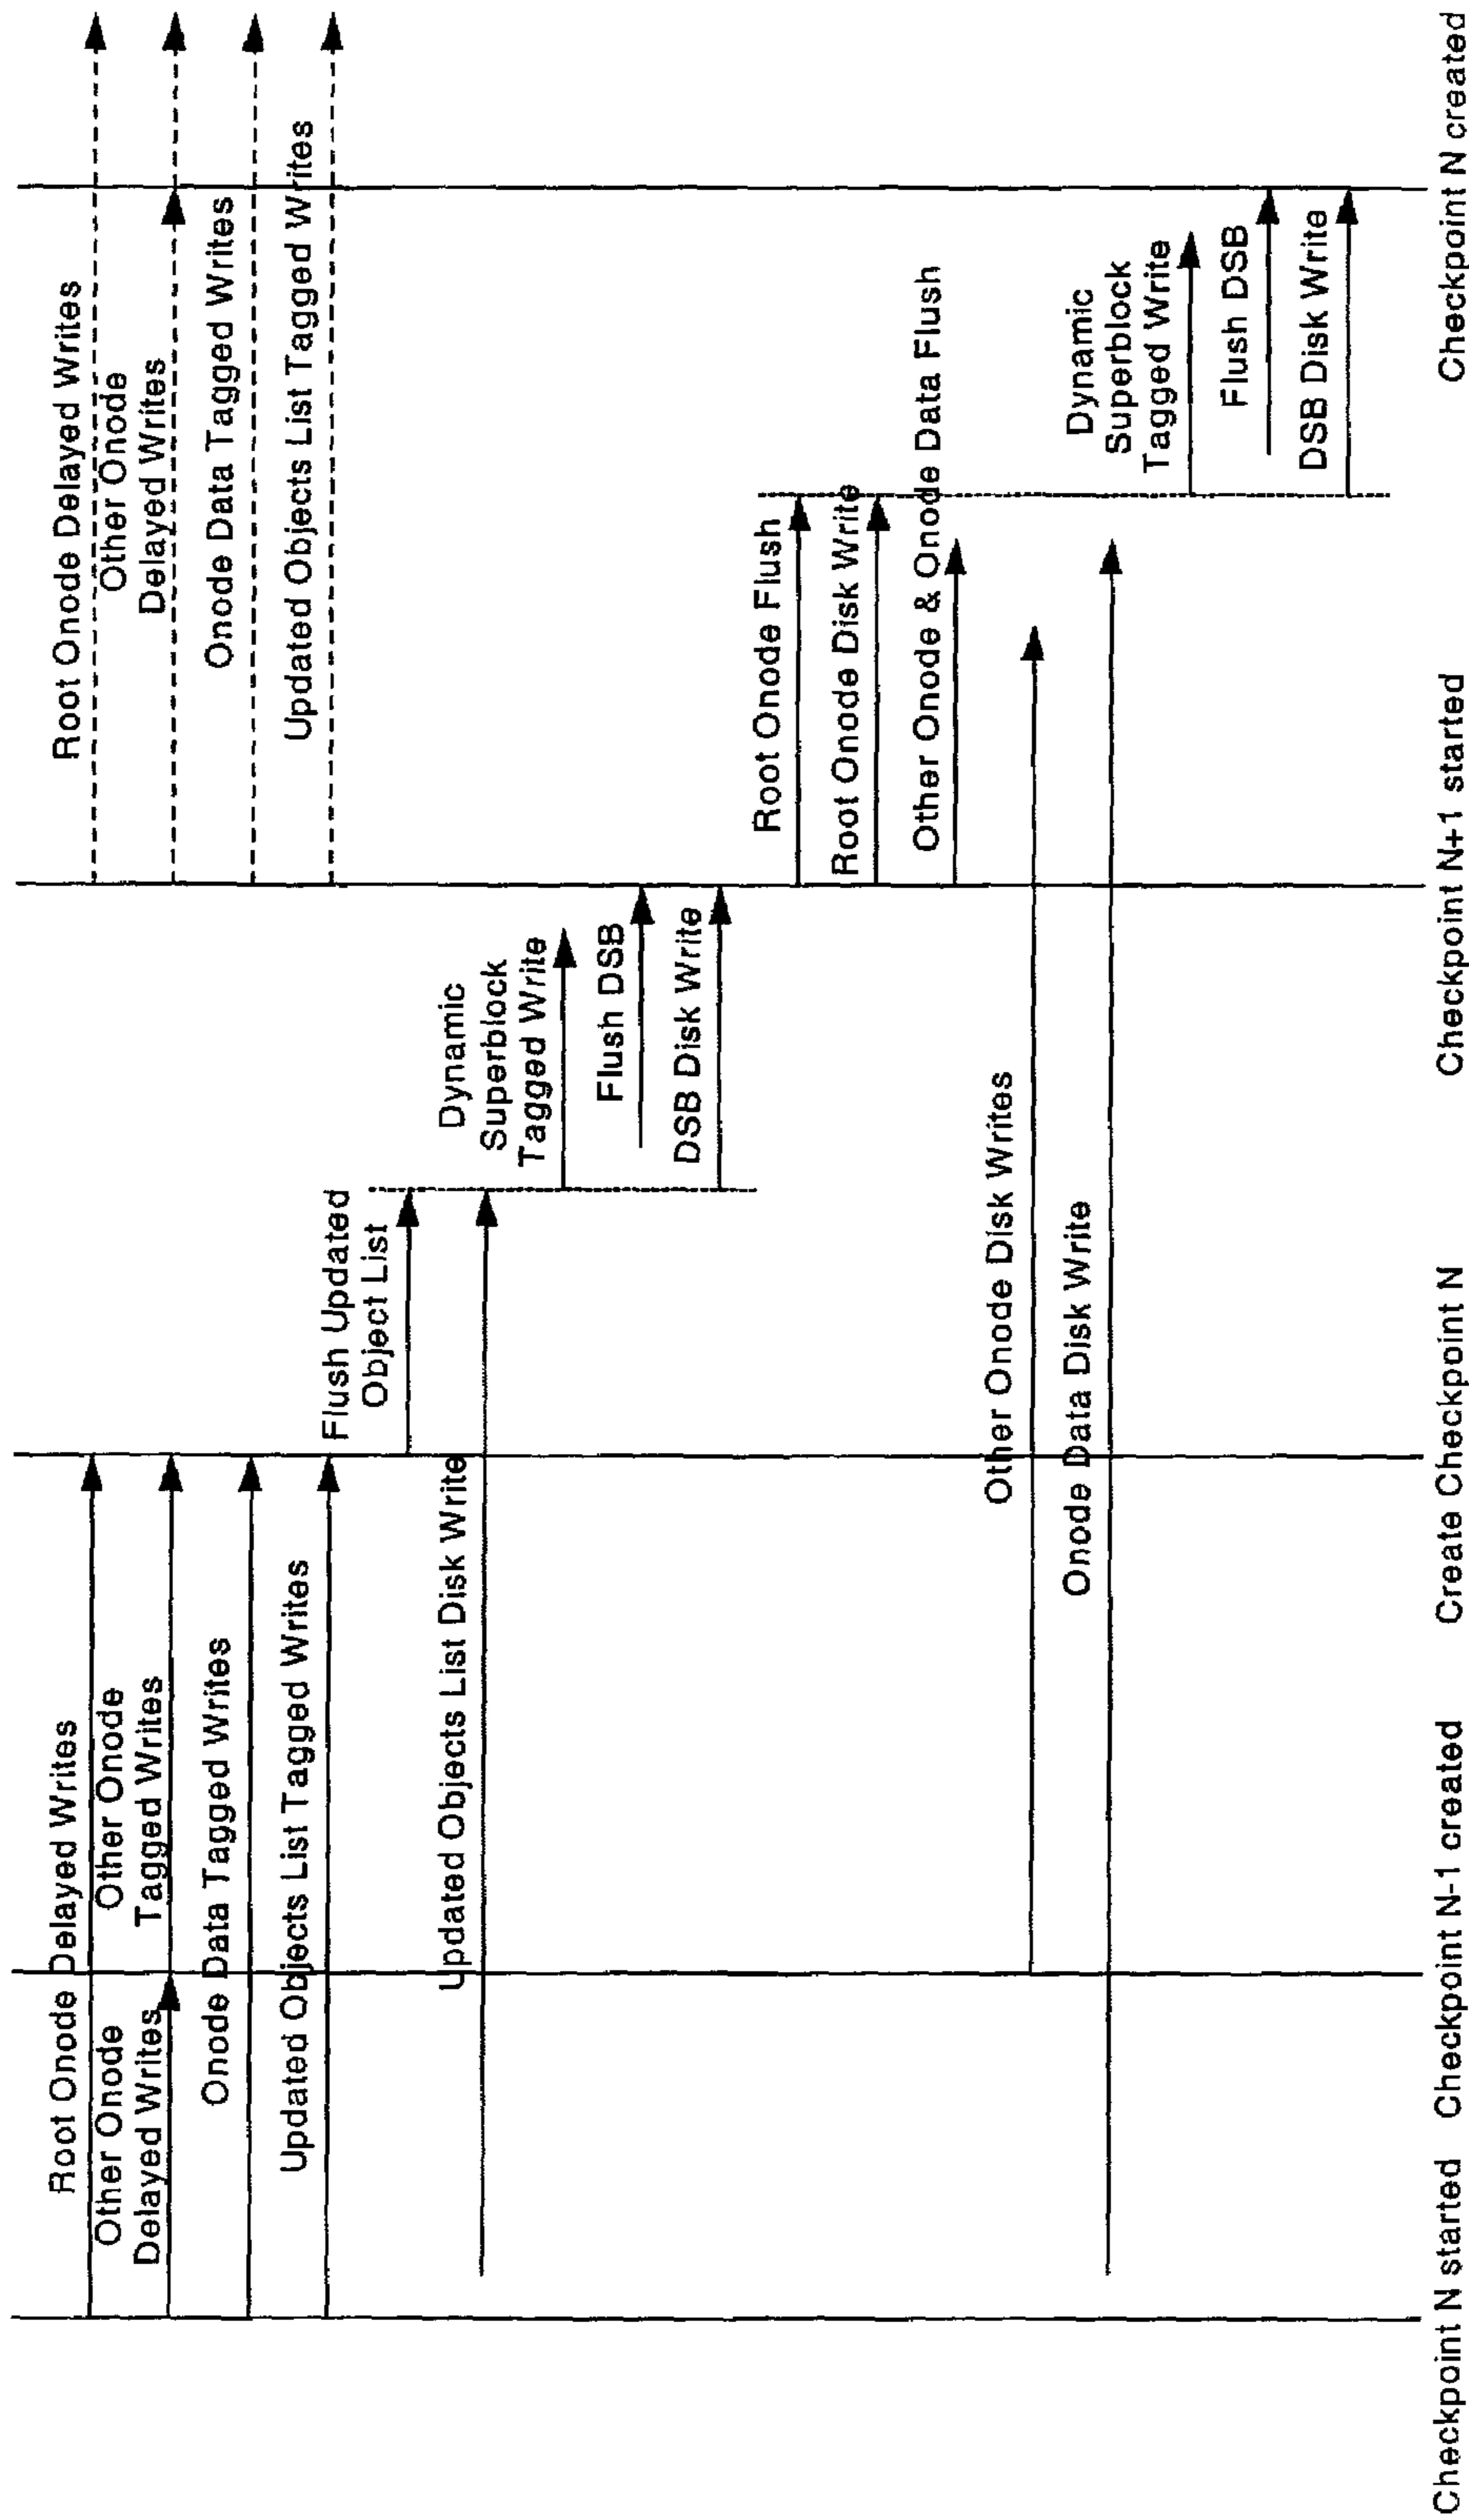 Root Onode Delayed Writes
Other Onode
Delayed Writes
Other Onode
Tagged Writes
Onode Data Tagged Writes
Updated Objects List Tagged Writes
Updated Objects List Disk Write
Flush Updated
Object List
Dynamic
Superblock
Tagged Write
Flush DSB
DSB Disk Write
Other Onode Disk Writes
Onode Data Disk Write
Root Onode Delayed Writes
Other Onode
Delayed Writes
Onode Data Tagged Writes
Updated Objects List Tagged Writes
Root Onode Flush
Root Onode Disk Write
Other Onode & Onode Data Flush
Dynamic
Superblock
Tagged Write
Flush DSB
DSB Disk Write
Checkpoint N started
Checkpoint N-1 created
Create Checkpoint N
Checkpoint N+1 started
Checkpoint N created